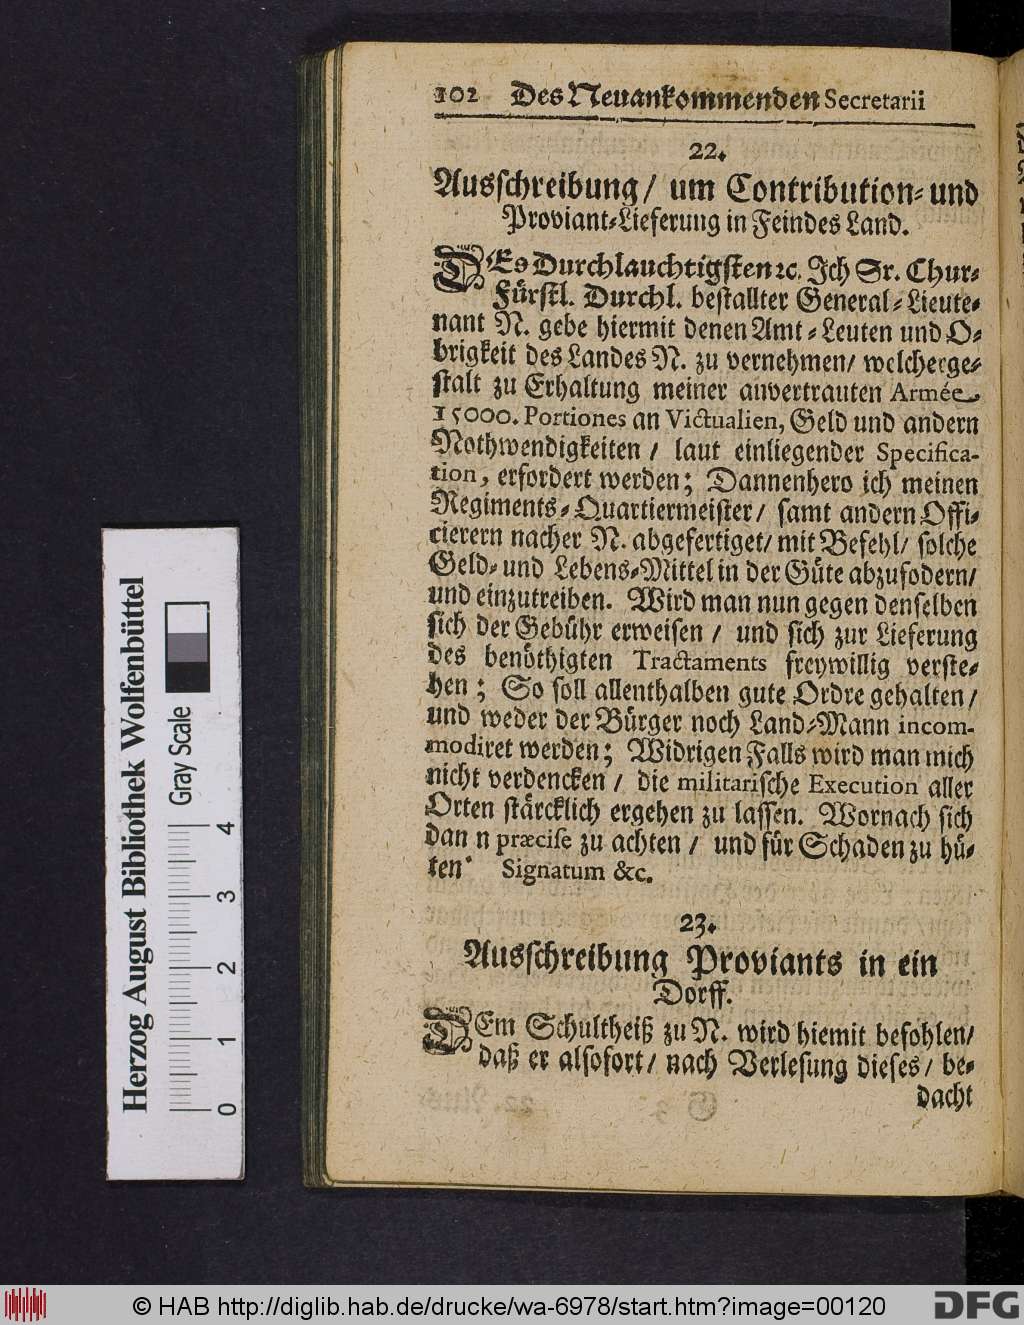 102 Des Neuankommenden Secretarii
22.
Ausschreibung/ um Contribution- und
Proviant-Lieferung in Feindes Land.
DEs Durchlauchtigsten ꝛc. Ich Sr. Chur-
Fürstl. Durchl. bestallter General-Lieute-
nant N. gebe hiermit denen Amt-Leuten und O-
brigkeit des Landes N. zu vernehmen/ welcherge-
stalt zu Erhaltung meiner anvertrauten Armée
15000. Portiones an Victualien, Geld und andern
Nothwendigkeiten / laut einliegender Specifica-
tion, erfordert werden; Dannenhero ich meinen
Regiments-Quartiermeister/ samt andern Offi-
cierern nacher N. abgefertiget/ mit Befehl/ solche
Geld- und Lebens-Mittel in der Güte abzufodern/
und einzutreiben. Wird man nun gegen denselben
sich der Gebühr erweisen / und sich zur Lieferung
des benöthigten Tractaments freywillig verste-
hen; So soll allenthalben gute Ordre gehalten/
und weder der Bürger noch Land-Mann incom-
modiret werden; Widrigen Falls wird man mich
nicht verdencken / die militarische Execution aller
Orten stärcklich ergehen zu lassen. Wornach sich
dann præcise zu achten / und für Schaden zu hü-
ten. Signatum &c.
23.
Ausschreibung Proviants in ein
Dorff.
DEm Schultheiß zu N. wird hiemit befohlen/
daß er alsofort/ nach Verlesung dieses/ be-
dacht
Herzog August Bibliothek Wolfenbüttel
Gray Scale
0 1 2 3 4
© HAB http://diglib.hab.de/drucke/wa-6978/start.htm?image=00120
DFG